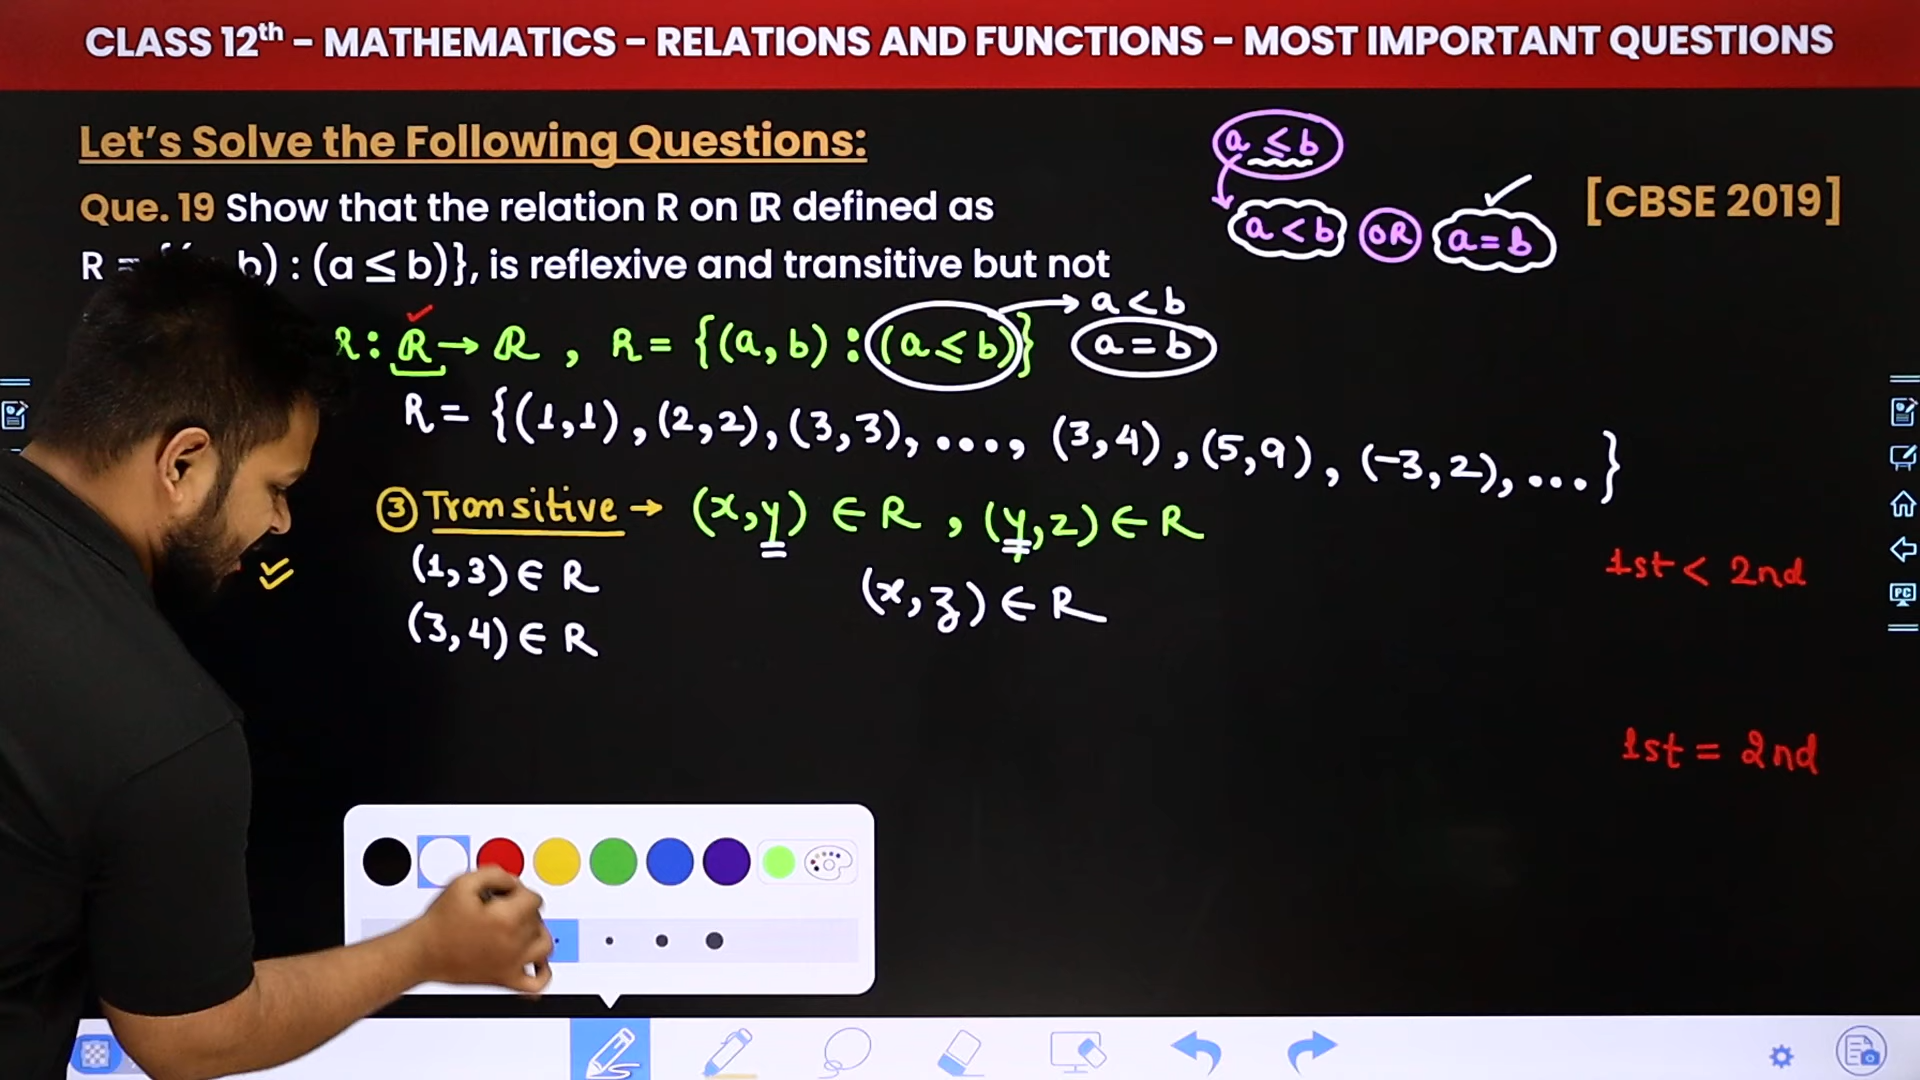 CLASS 12th - MATHEMATICS - RELATIONS AND FUNCTIONS - MOST IMPORTANT QUESTIONS
Let's Solve the Following Questions:
a ≤ b
[CBSE 2019]
Que. 19 Show that the relation R on ℝ defined as
a < b OR a = b
R = b) : (a ≤ b)}, is reflexive and transitive but not
→ a < b
R : ℝ → ℝ , R = {(a, b) : (a ≤ b)} a = b
R = {(1,1), (2,2), (3,3), ..., (3,4), (5,9), (-3,2), ...}
③ Transitive → (x,y) ∈ R , (y,z) ∈ R
(1,3) ∈ R
1st < 2nd
(x,z) ∈ R
(3,4) ∈ R
1st = 2nd
PC